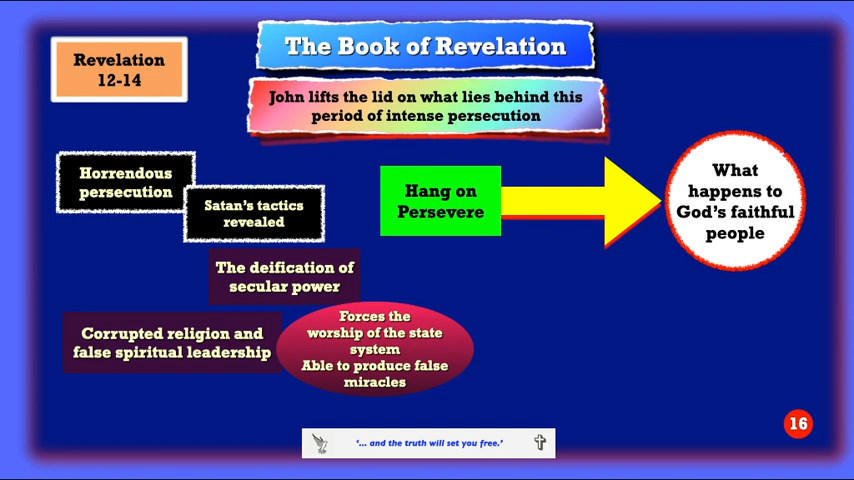 The Book of Revelation
Revelation
12-14
John lifts the lid on what lies behind this
period of intense persecution
Horrendous
persecution
Satan's tactics
revealed
Hang on
Persevere
What
happens to
God's faithful
people
The deification of
secular power
Corrupted religion and
false spiritual leadership
Forces the
worship of the state
system
Able to produce false
miracles
16
'... and the truth will set you free.'